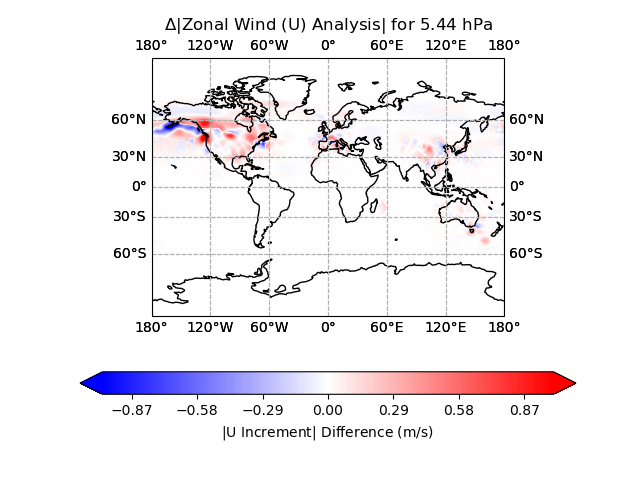 Δ|Zonal Wind (U) Analysis| for 5.44 hPa
180° 120°W 60°W 0° 60°E 120°E 180°
60°N 60°N
30°N 30°N
0° 0°
30°S 30°S
60°S 60°S
180° 120°W 60°W 0° 60°E 120°E 180°
−0.87 −0.58 −0.29 0.00 0.29 0.58 0.87
|U Increment| Difference (m/s)